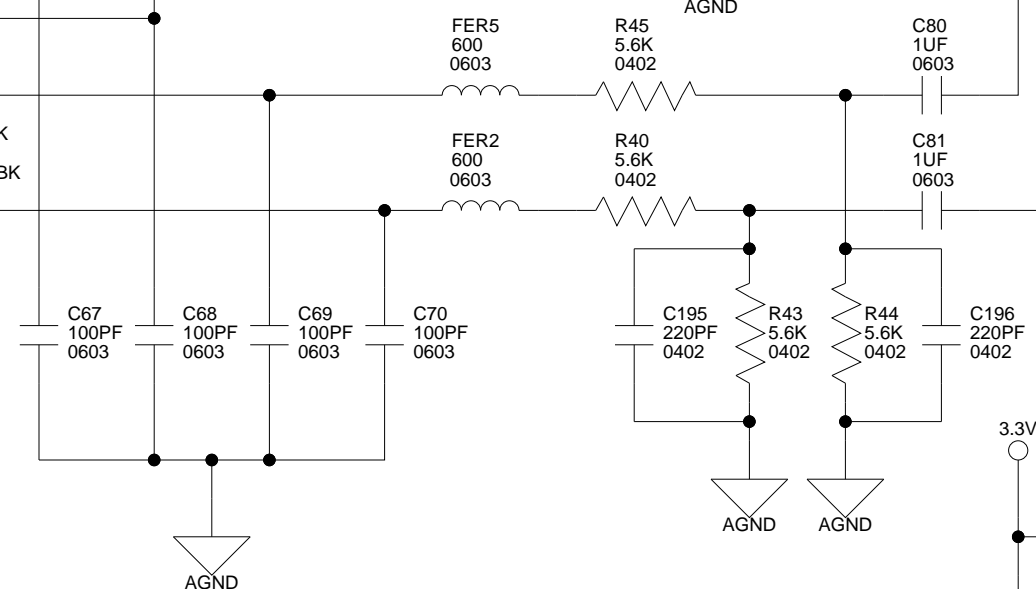 AGND
FER5
600
0603
R45
5.6K
0402
C80
1UF
0603
K
BK
FER2
600
0603
R40
5.6K
0402
C81
1UF
0603
C67
100PF
0603
C68
100PF
0603
C69
100PF
0603
C70
100PF
0603
C195
220PF
0402
R43
5.6K
0402
R44
5.6K
0402
C196
220PF
0402
3.3V
AGND
AGND
AGND